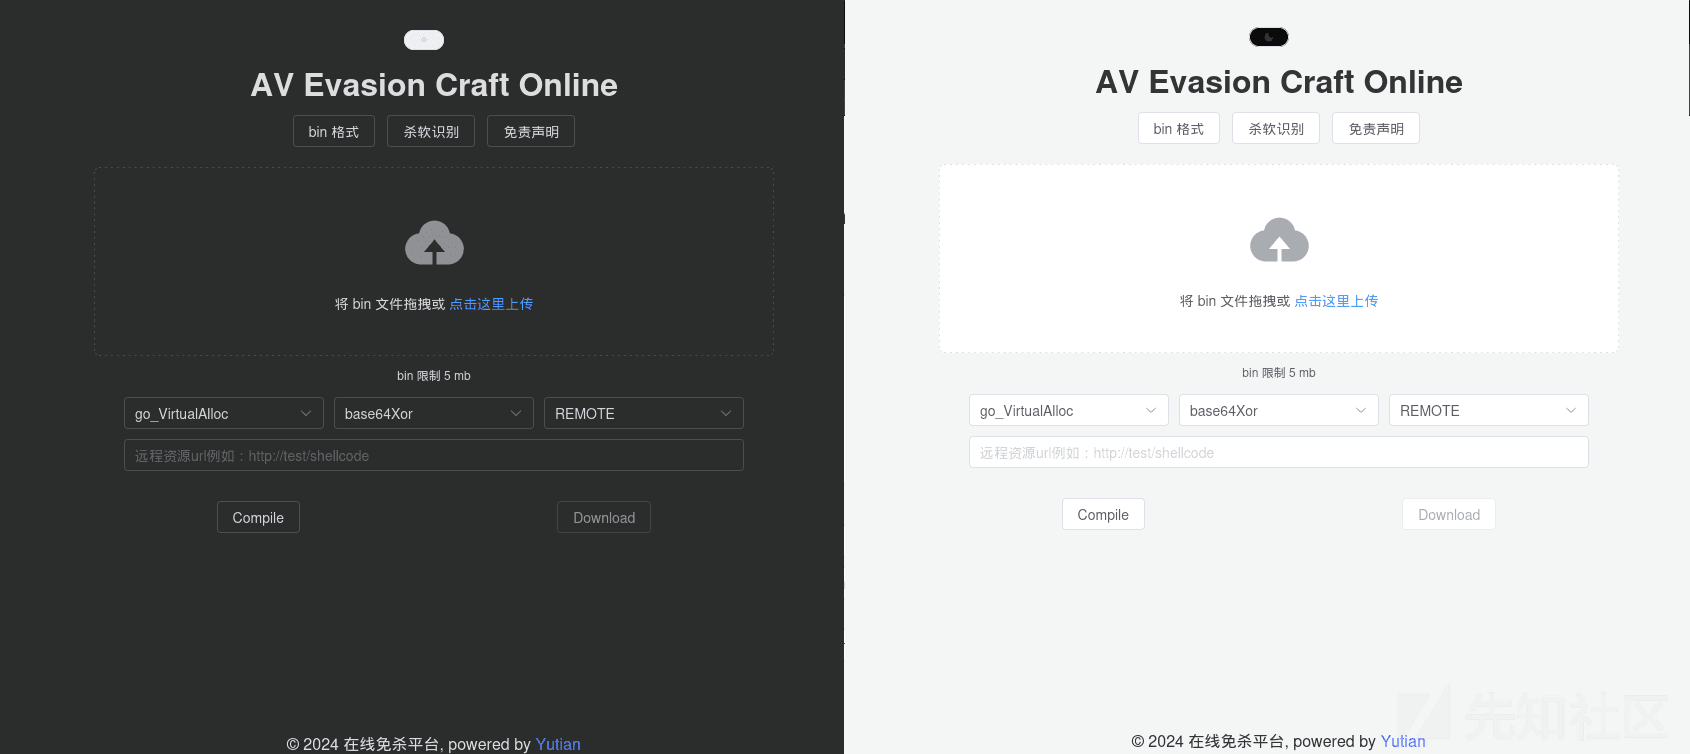 AV Evasion Craft Online
bin 格式 杀软识别 免责声明
将 bin 文件拖拽或 点击这里上传
bin 限制 5 mb
go_VirtualAlloc base64Xor REMOTE
远程资源url例如：http://test/shellcode
Compile Download
© 2024 在线免杀平台, powered by Yutian
AV Evasion Craft Online
bin 格式 杀软识别 免责声明
将 bin 文件拖拽或 点击这里上传
bin 限制 5 mb
go_VirtualAlloc base64Xor REMOTE
远程资源url例如：http://test/shellcode
Compile Download
© 2024 在线免杀平台, powered by Yutian
先知社区